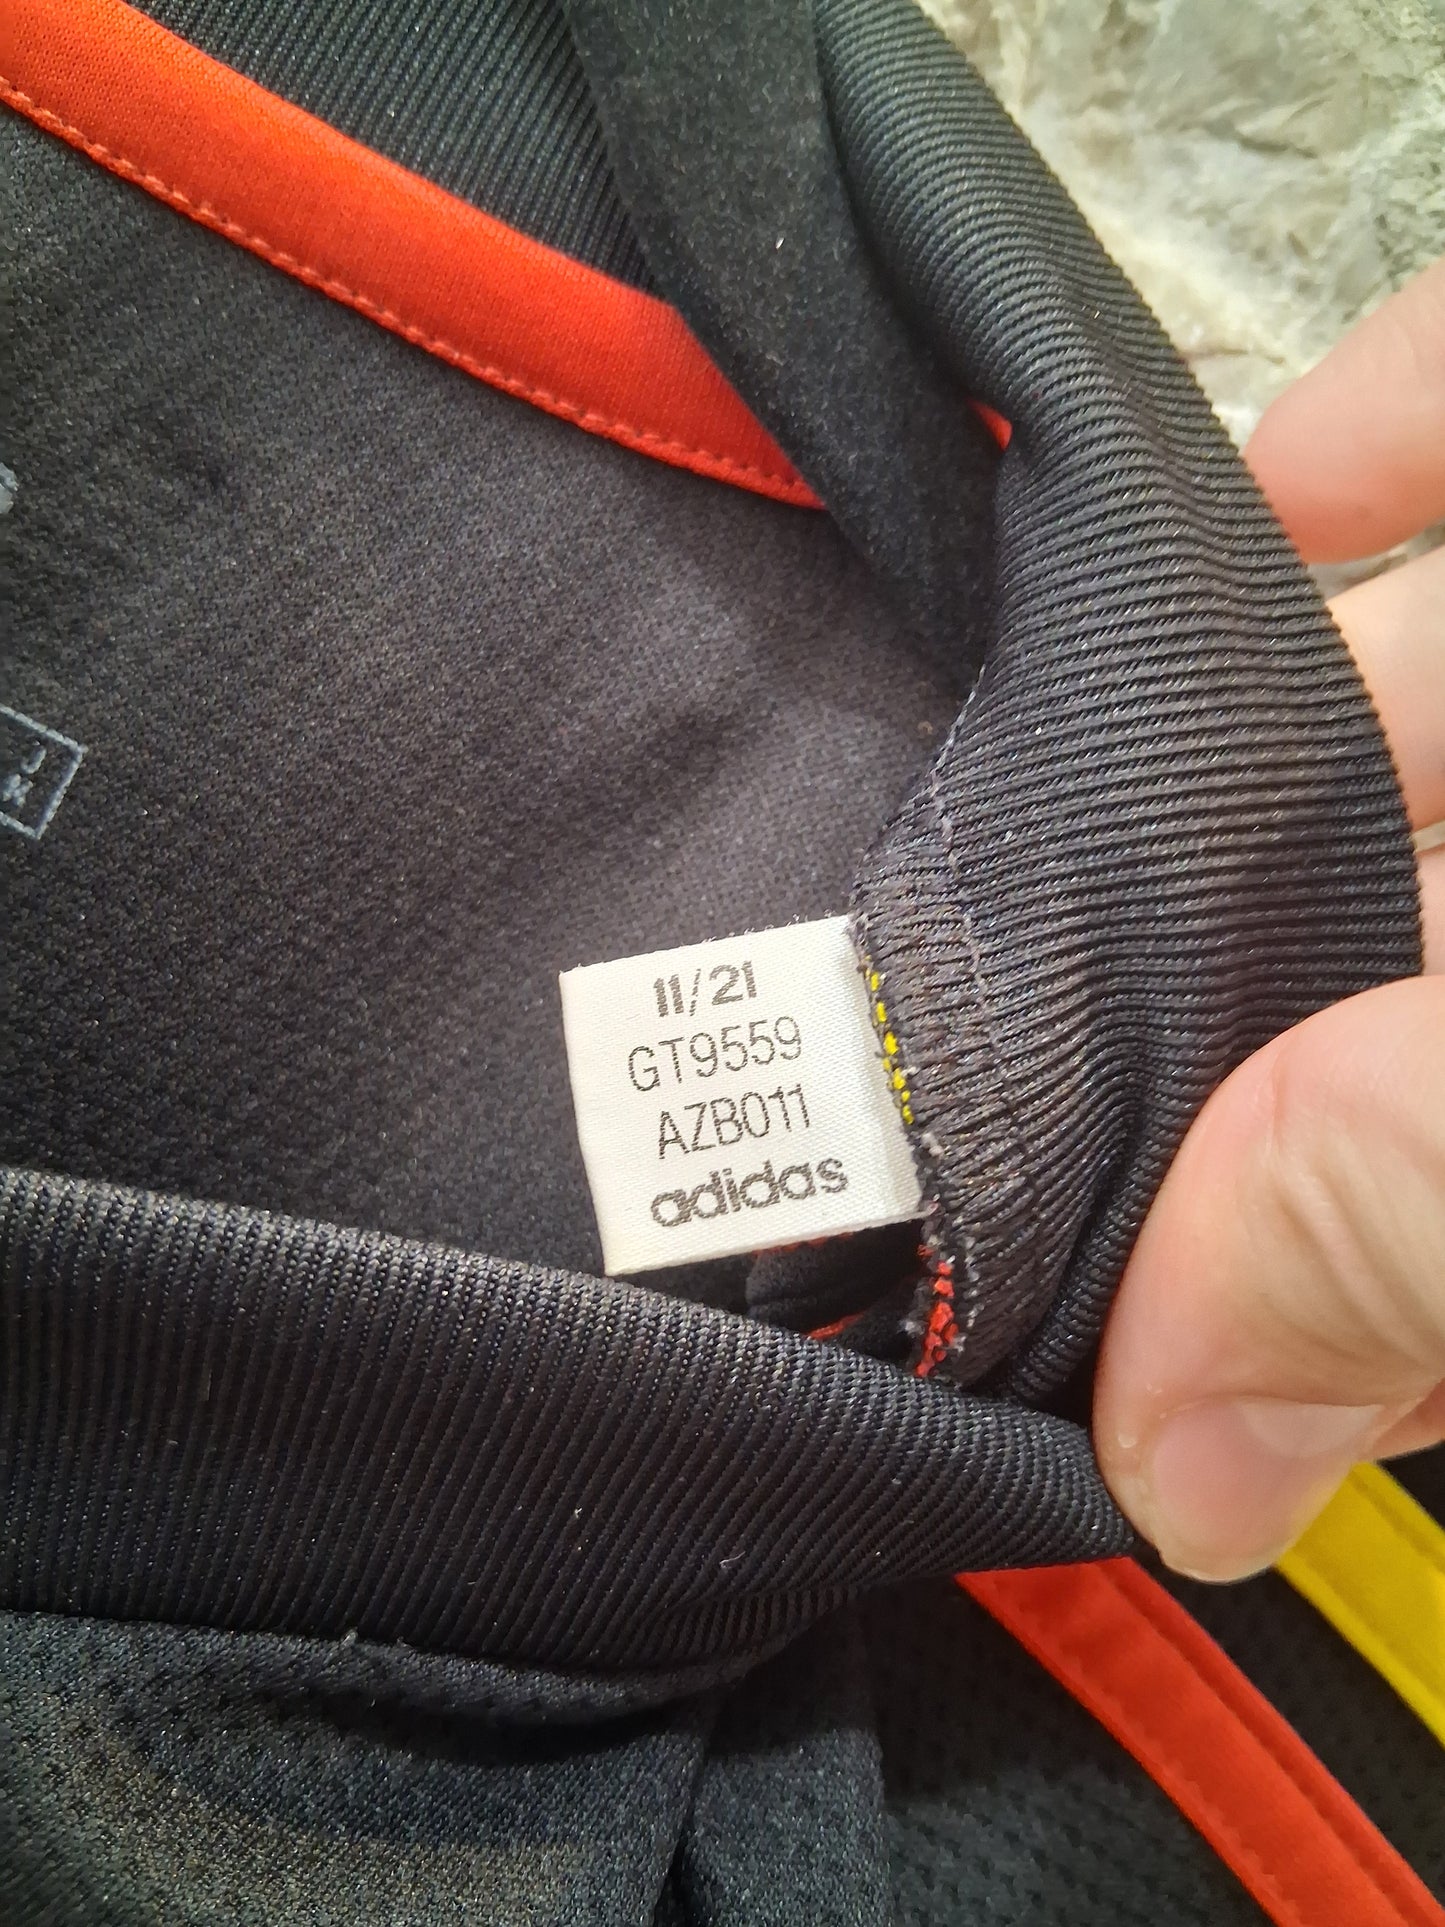 J
K
11/21
GT9559
AZB011
adidas